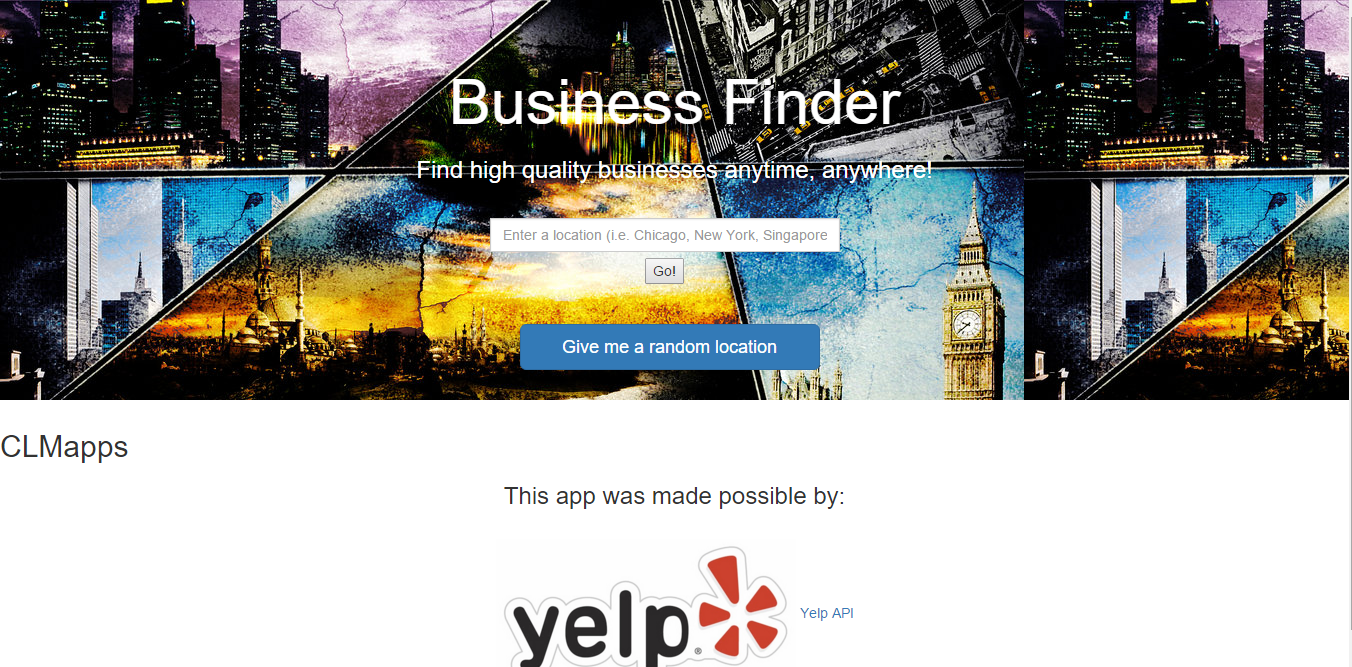 Business Finder
Find high quality businesses anytime, anywhere!
Enter a location (i.e. Chicago, New York, Singapore
Go!
Give me a random location
CLMapps
This app was made possible by:
yelp
Yelp API